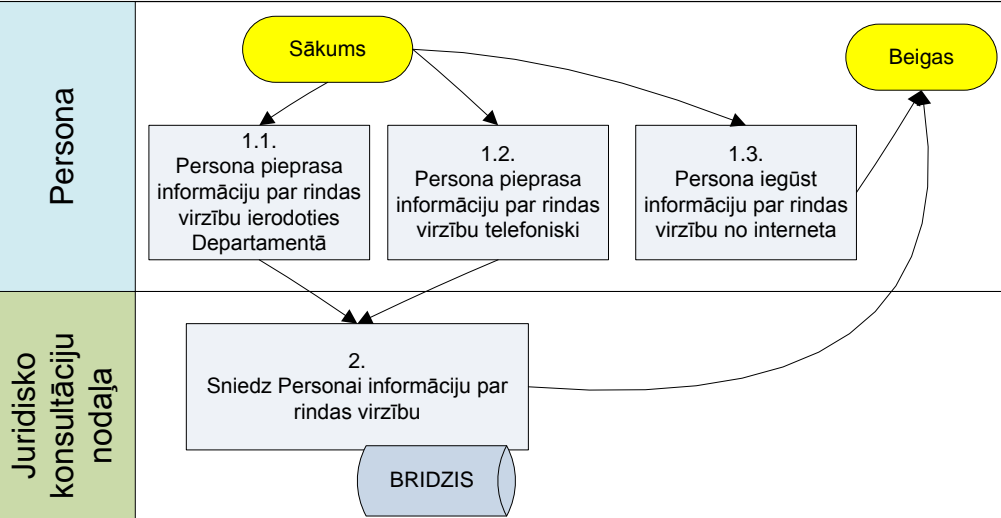 Persona
Sākums
Beigas
1.1.
Persona pieprasa
informāciju par rindas
virzību ierodoties
Departamentā
1.2.
Persona pieprasa
informāciju par rindas
virzību telefoniski
1.3.
Persona iegūst
informāciju par rindas
virzību no interneta
Juridisko
konsultāciju
nodaļa
2.
Sniedz Personai informāciju par
rindas virzību
BRIDZIS